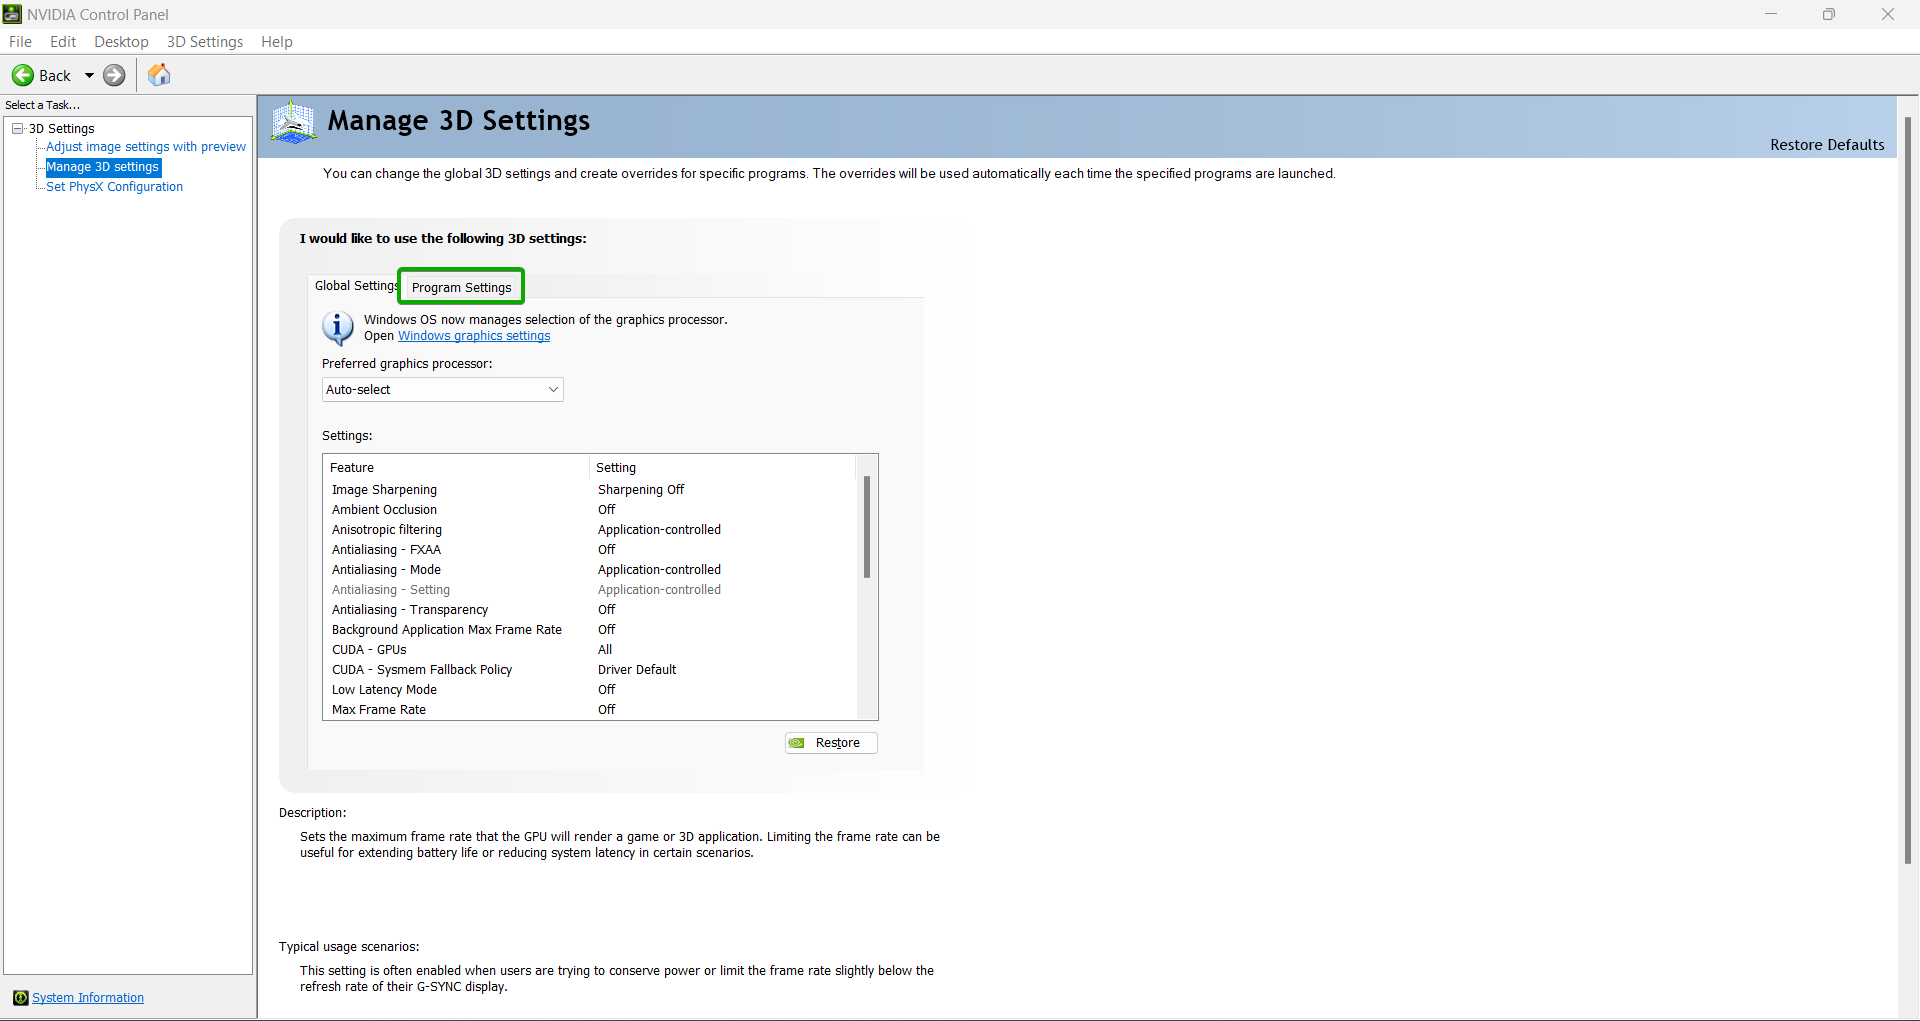 NVIDIA Control Panel
File Edit Desktop 3D Settings Help
Back
Select a Task...
3D Settings
Adjust image settings with preview
Manage 3D settings
Set PhysX Configuration
System Information
Manage 3D Settings
Restore Defaults
You can change the global 3D settings and create overrides for specific programs. The overrides will be used automatically each time the specified programs are launched.
I would like to use the following 3D settings:
Global Settings Program Settings
Windows OS now manages selection of the graphics processor.
Open Windows graphics settings
Preferred graphics processor:
Auto-select
Settings:
Feature Setting
Image Sharpening Sharpening Off
Ambient Occlusion Off
Anisotropic filtering Application-controlled
Antialiasing - FXAA Off
Antialiasing - Mode Application-controlled
Antialiasing - Setting Application-controlled
Antialiasing - Transparency Off
Background Application Max Frame Rate Off
CUDA - GPUs All
CUDA - Sysmem Fallback Policy Driver Default
Low Latency Mode Off
Max Frame Rate Off
Restore
Description:
Sets the maximum frame rate that the GPU will render a game or 3D application. Limiting the frame rate can be
useful for extending battery life or reducing system latency in certain scenarios.
Typical usage scenarios:
This setting is often enabled when users are trying to conserve power or limit the frame rate slightly below the
refresh rate of their G-SYNC display.